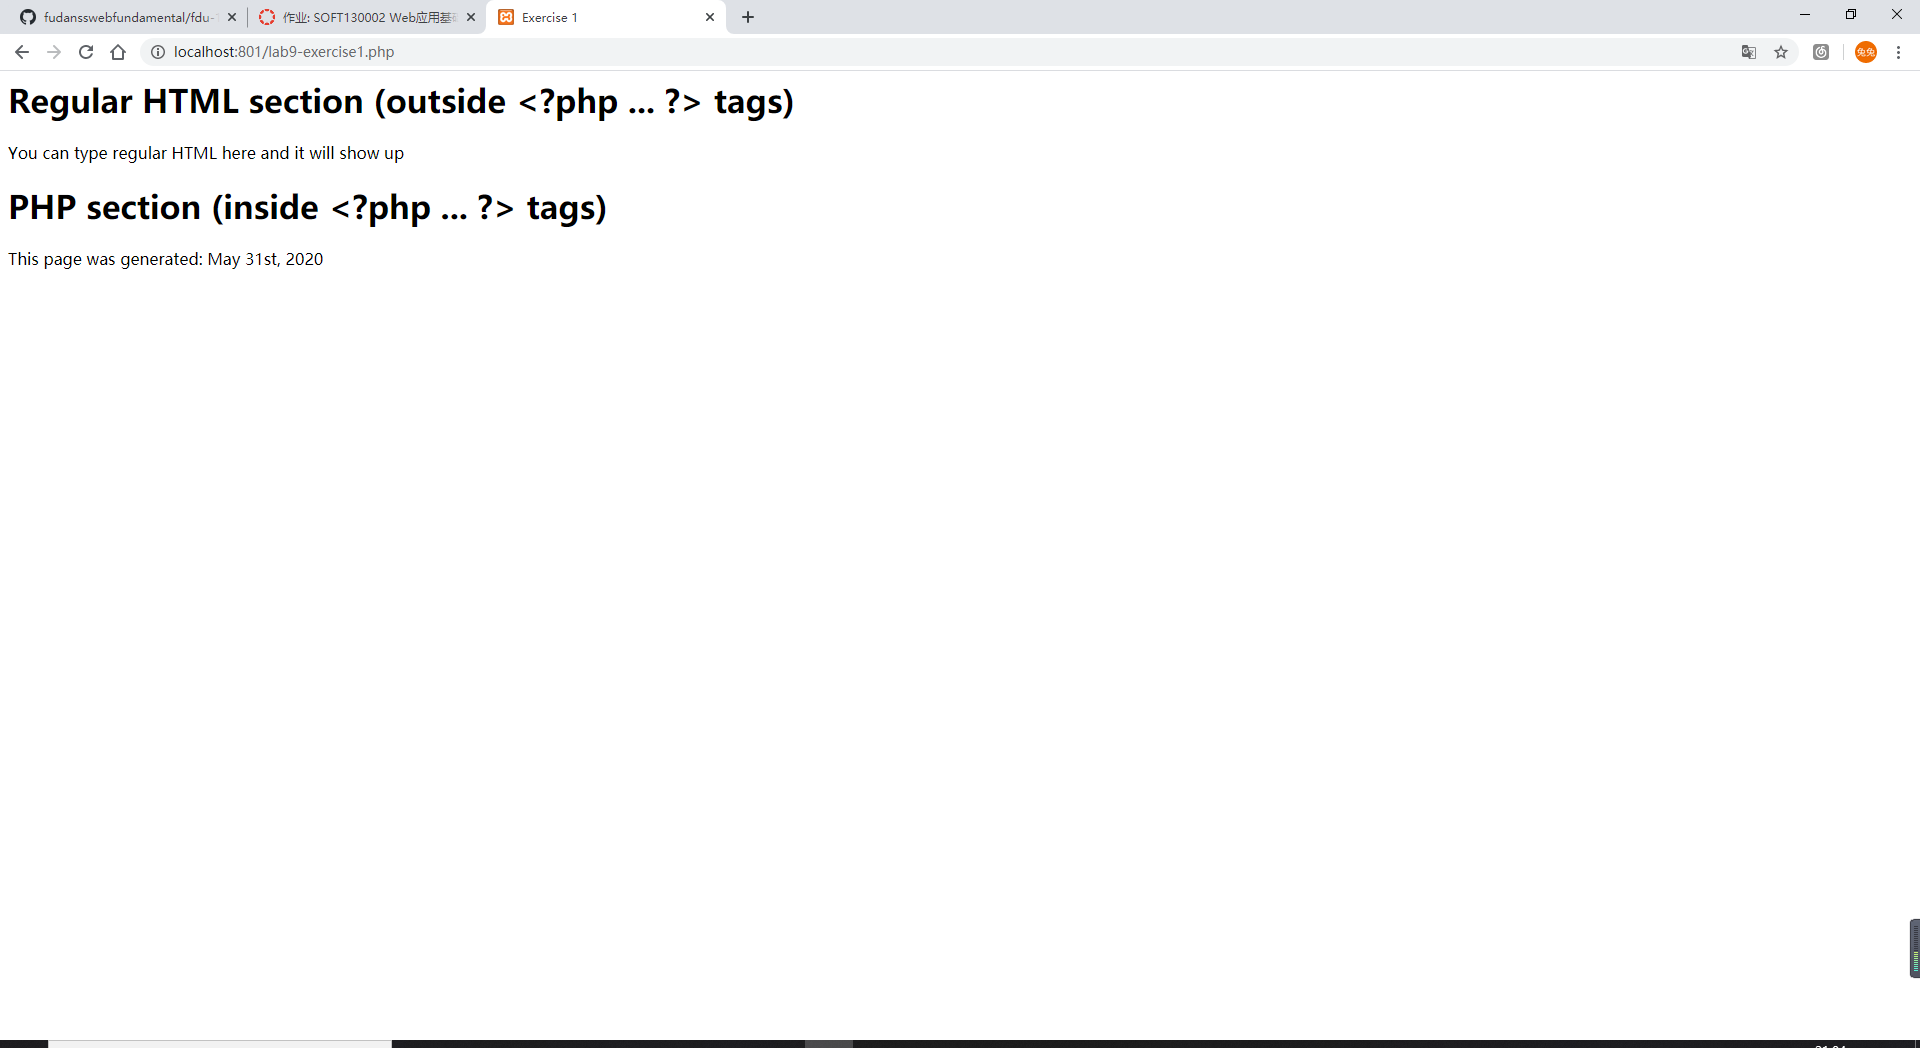 fudansswebfundamental/fdu-
作业: SOFT130002 Web应用基
Exercise 1
localhost:801/lab9-exercise1.php
兔兔
Regular HTML section (outside <?php ... ?> tags)
You can type regular HTML here and it will show up
PHP section (inside <?php ... ?> tags)
This page was generated: May 31st, 2020